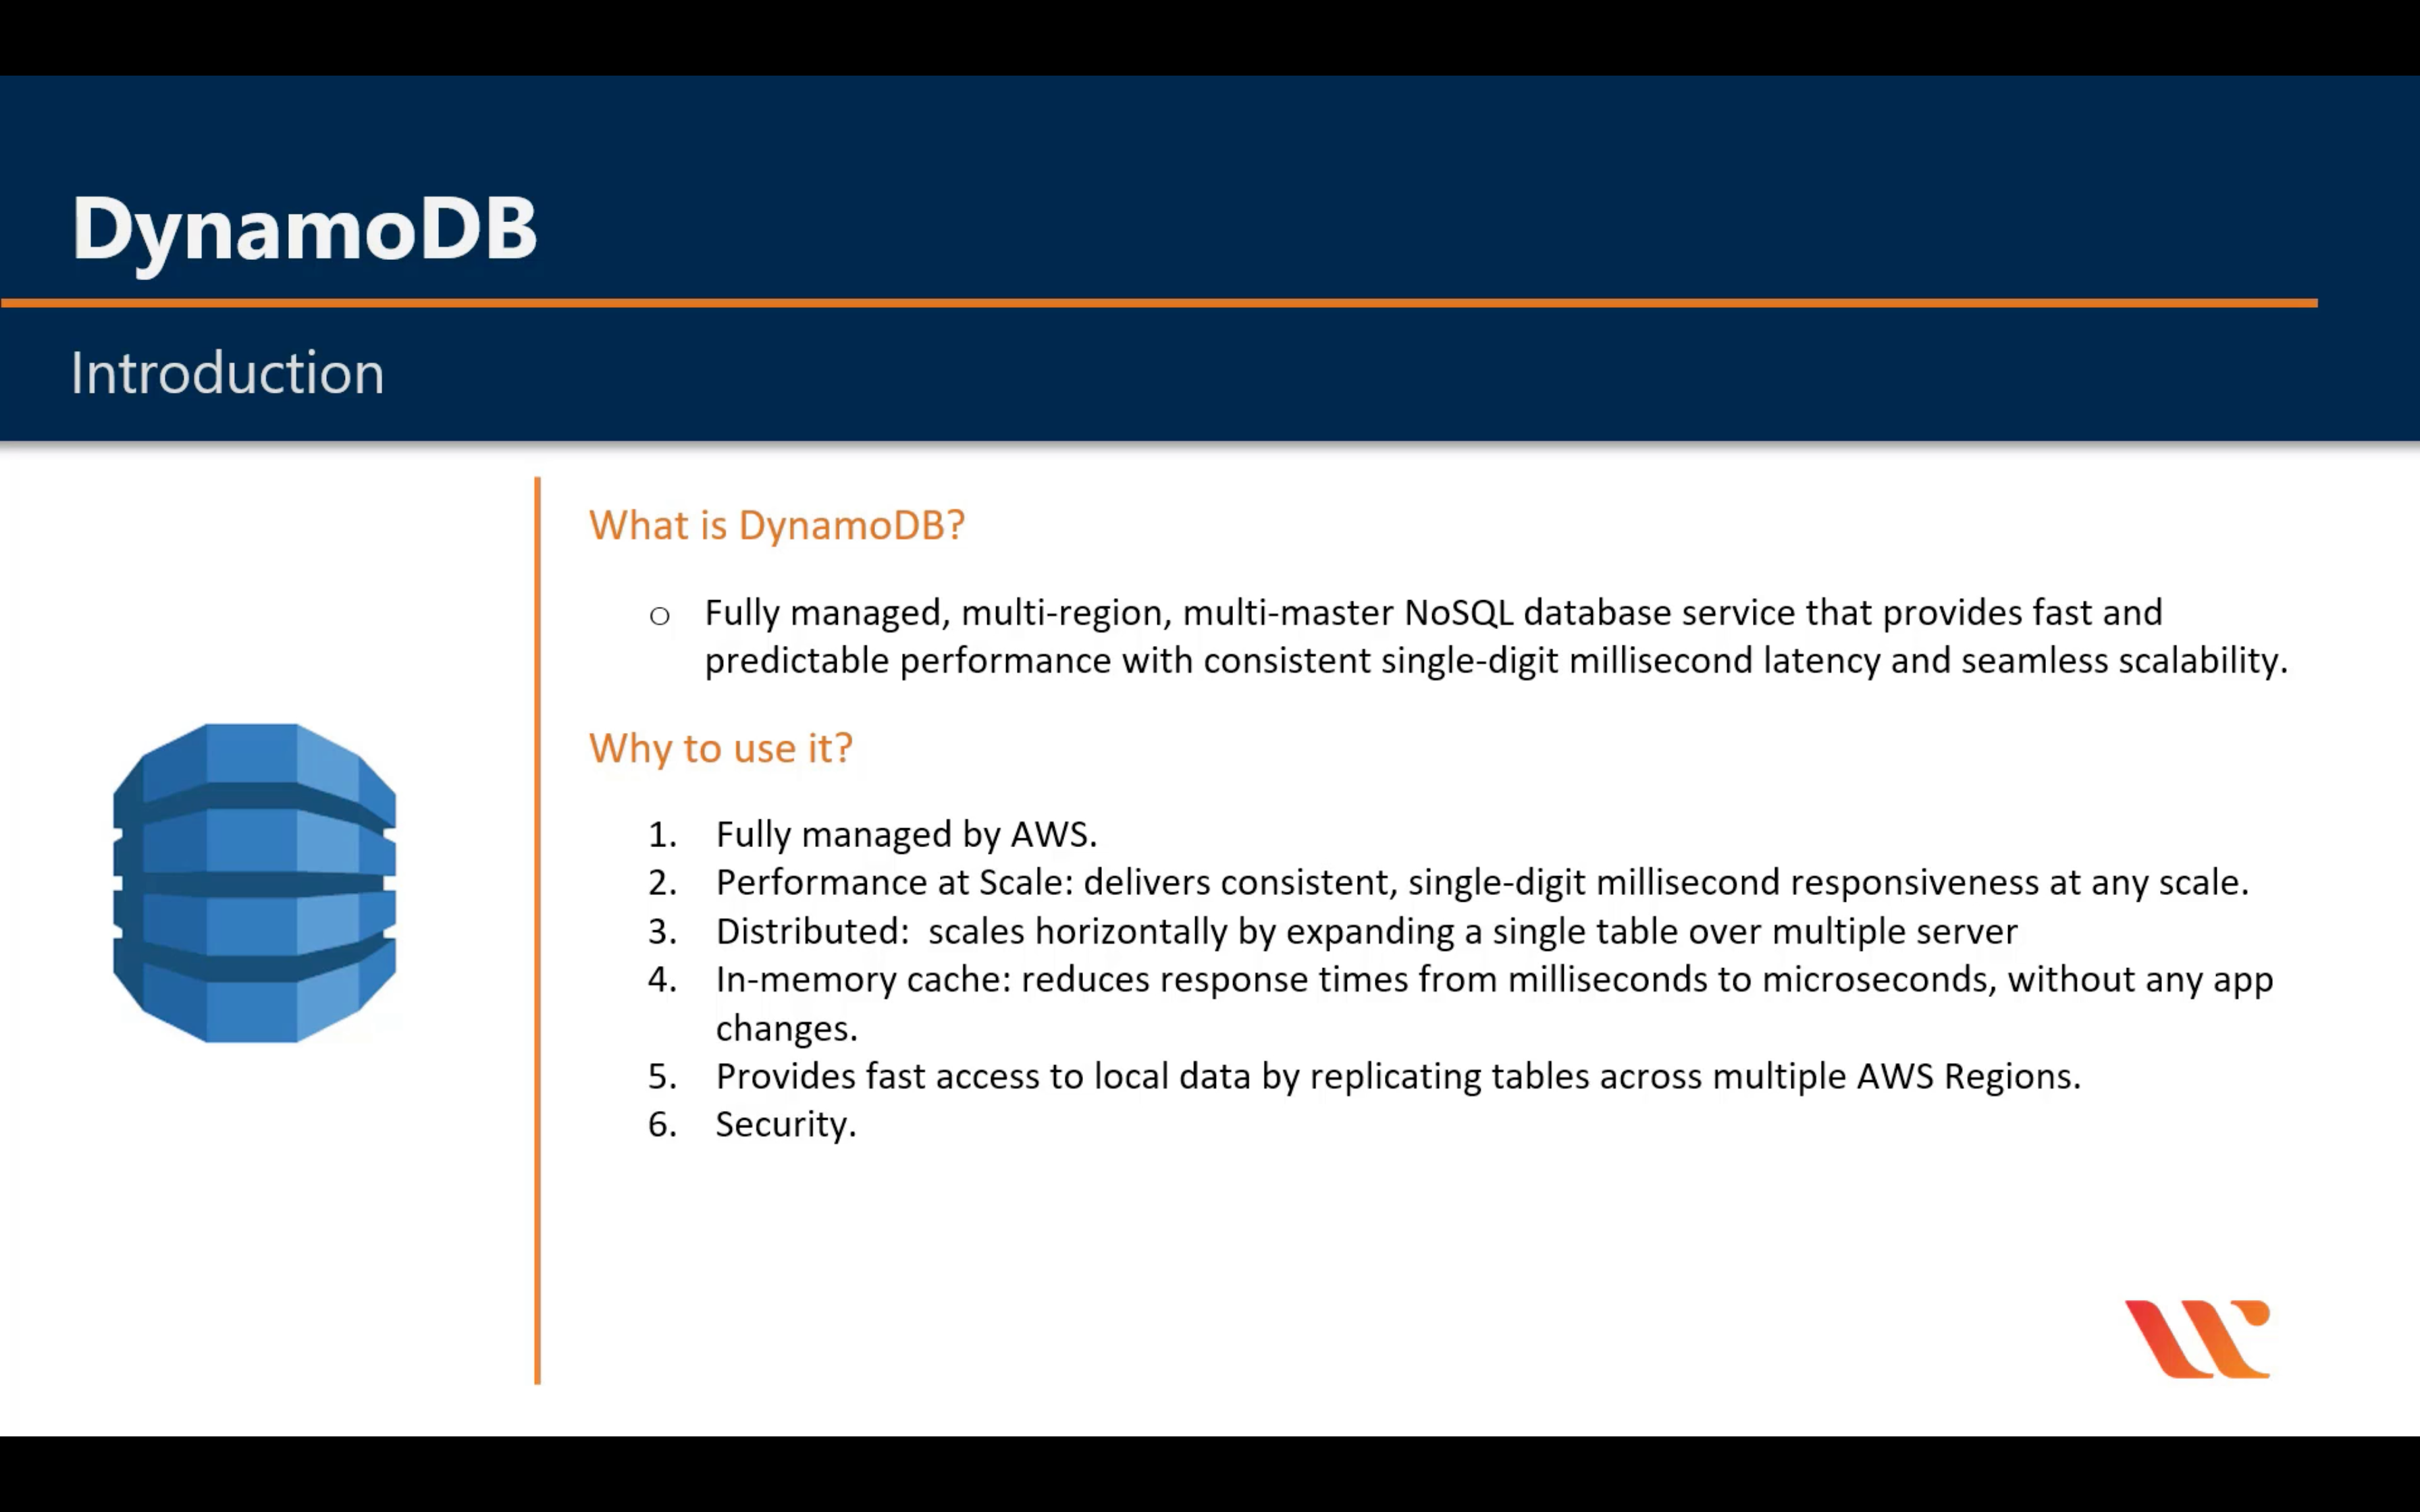 DynamoDB
Introduction
What is DynamoDB?
o Fully managed, multi-region, multi-master NoSQL database service that provides fast and
predictable performance with consistent single-digit millisecond latency and seamless scalability.
Why to use it?
1. Fully managed by AWS.
2. Performance at Scale: delivers consistent, single-digit millisecond responsiveness at any scale.
3. Distributed:  scales horizontally by expanding a single table over multiple server
4. In-memory cache: reduces response times from milliseconds to microseconds, without any app
changes.
5. Provides fast access to local data by replicating tables across multiple AWS Regions.
6. Security.